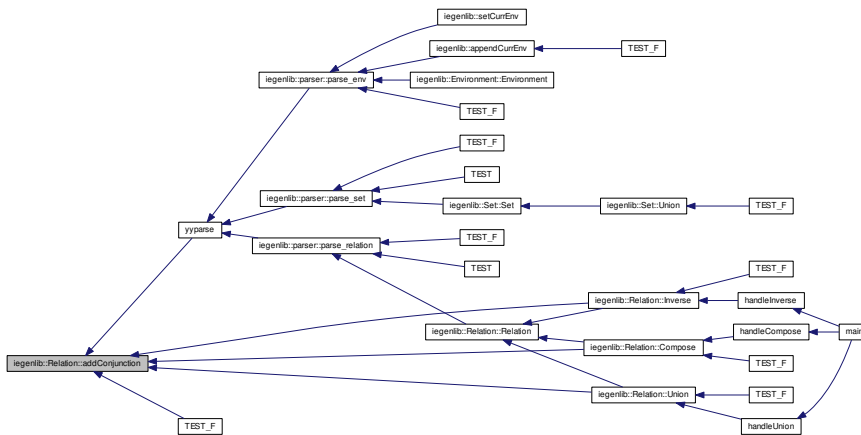 iegenlib::setCurrEnv
iegenlib::appendCurrEnv
TEST_F
iegenlib::parser::parse_env
iegenlib::Environment::Environment
TEST_F
TEST_F
TEST
iegenlib::parser::parse_set
iegenlib::Set::Set
iegenlib::Set::Union
TEST_F
yyparse
TEST_F
iegenlib::parser::parse_relation
TEST
TEST_F
iegenlib::Relation::Inverse
handleInverse
iegenlib::Relation::Relation
handleCompose
main
iegenlib::Relation::Compose
iegenlib::Relation::addConjunction
TEST_F
iegenlib::Relation::Union
TEST_F
TEST_F
handleUnion